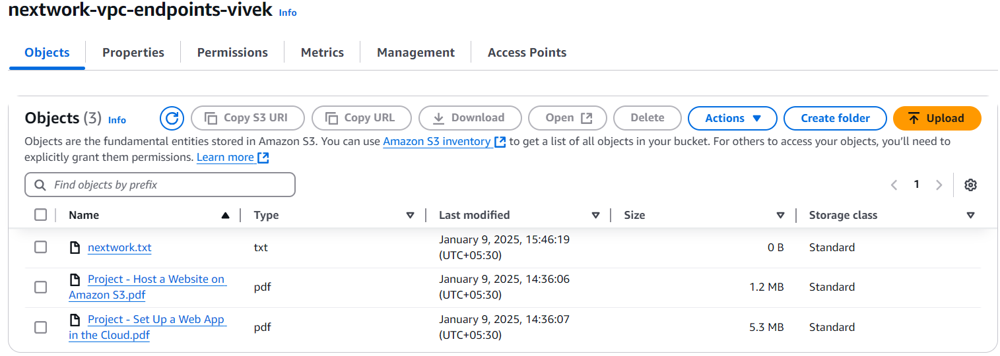 nextwork-vpc-endpoints-vivek Info
Objects Properties Permissions Metrics Management Access Points
Objects (3) Info Copy S3 URI Copy URL Download Open Delete Actions Create folder Upload
Objects are the fundamental entities stored in Amazon S3. You can use Amazon S3 inventory to get a list of all objects in your bucket. For others to access your objects, you'll need to
explicitly grant them permissions. Learn more
Find objects by prefix 1
Name Type Last modified Size Storage class
nextwork.txt txt January 9, 2025, 15:46:19 0 B Standard
(UTC+05:30)
Project - Host a Website on January 9, 2025, 14:36:06
Amazon S3.pdf pdf (UTC+05:30) 1.2 MB Standard
Project - Set Up a Web App January 9, 2025, 14:36:07
in the Cloud.pdf pdf (UTC+05:30) 5.3 MB Standard